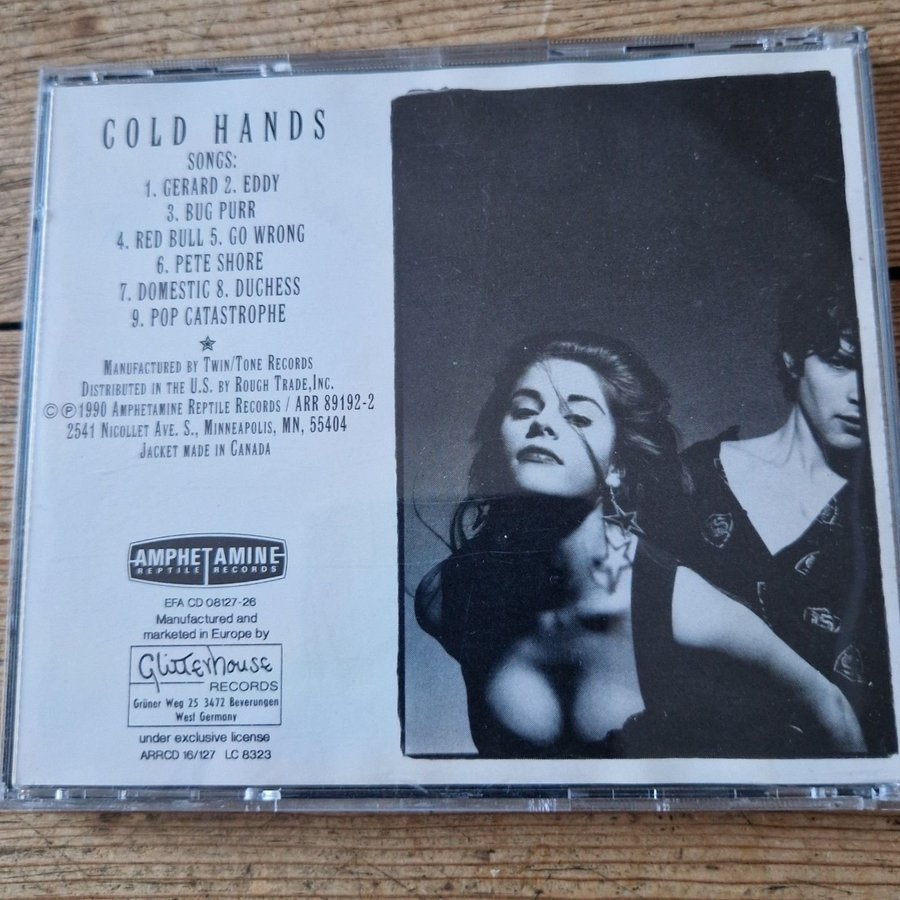 COLD HANDS
SONGS:
1. GERARD 2. EDDY
3. BUG PURR
4. RED BULL 5. GO WRONG
6. PETE SHORE
7. DOMESTIC 8. DUCHESS
9. POP CATASTROPHE
MANUFACTURED BY TWIN/TONE RECORDS
DISTRIBUTED IN THE U.S. BY ROUGH TRADE,INC.
©℗1990 AMPHETAMINE REPTILE RECORDS / ARR 89192-2
2541 NICOLLET AVE. S., MINNEAPOLIS, MN, 55404
JACKET MADE IN CANADA
AMPHETAMINE
REPTILE RECORDS
EFA CD 08127-26
Manufactured and
marketed in Europe by
Glitterhouse
RECORDS
Grüner Weg 25 3472 Beverungen
West Germany
under exclusive license
ARRCD 16/127 LC 8323